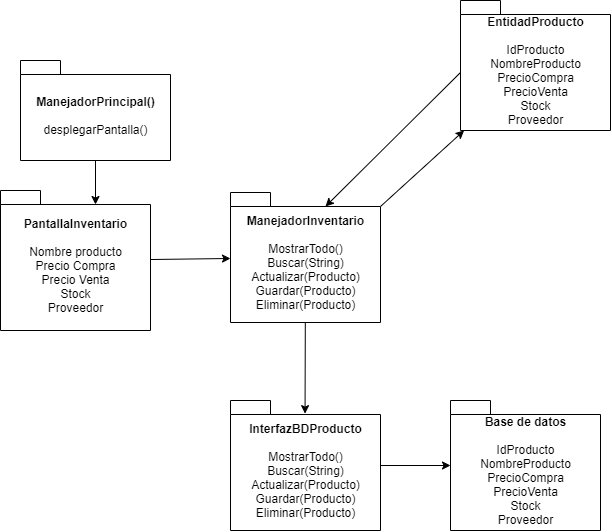 EntidadProducto
IdProducto
NombreProducto
PrecioCompra
PrecioVenta
Stock
Proveedor
ManejadorPrincipal()
desplegarPantalla()
PantallaInventario
Nombre producto
Precio Compra
Precio Venta
Stock
Proveedor
ManejadorInventario
MostrarTodo()
Buscar(String)
Actualizar(Producto)
Guardar(Producto)
Eliminar(Producto)
InterfazBDProducto
MostrarTodo()
Buscar(String)
Actualizar(Producto)
Guardar(Producto)
Eliminar(Producto)
Base de datos
IdProducto
NombreProducto
PrecioCompra
PrecioVenta
Stock
Proveedor